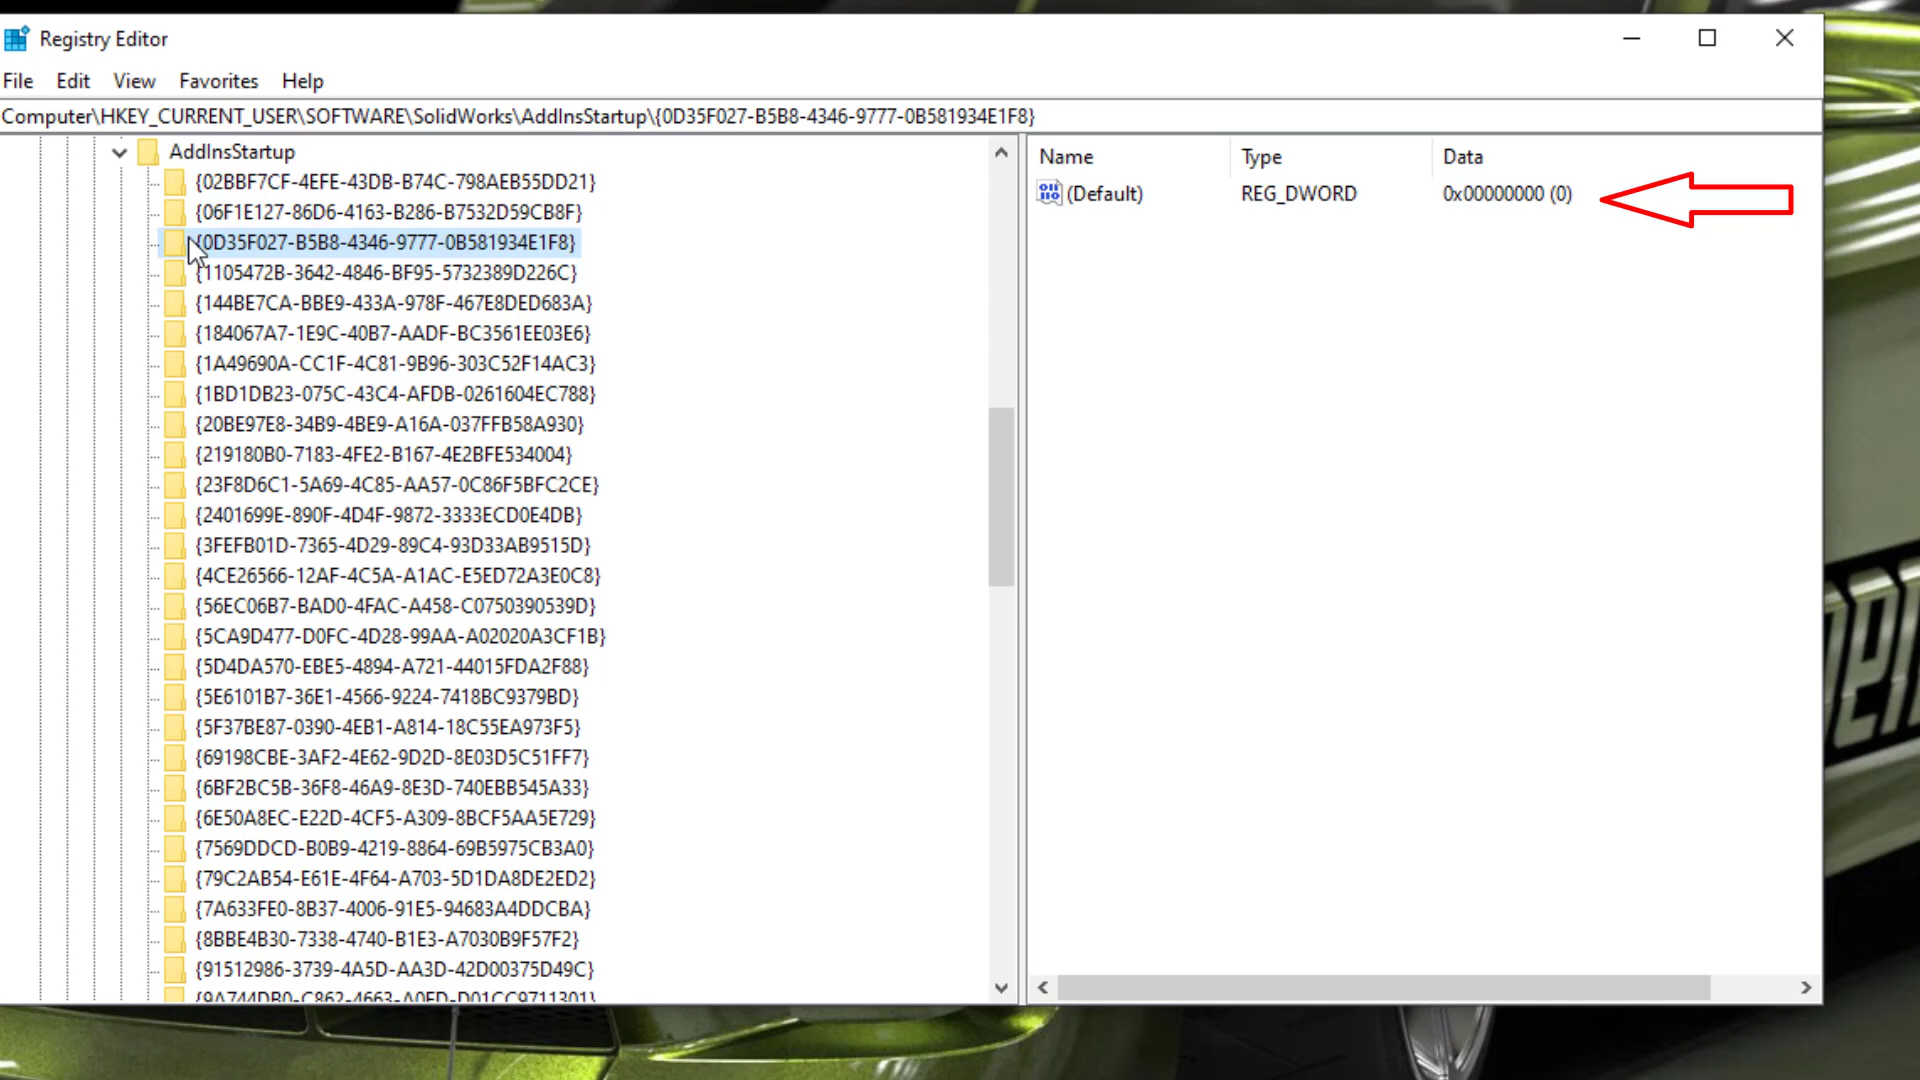 Registry Editor
File Edit View Favorites Help
Computer\HKEY_CURRENT_USER\SOFTWARE\SolidWorks\AddInsStartup\{0D35F027-B5B8-4346-9777-0B581934E1F8}
AddInsStartup
{02BBF7CF-4EFE-43DB-B74C-798AEB55DD21}
{06F1E127-86D6-4163-B286-B7532D59CB8F}
{0D35F027-B5B8-4346-9777-0B581934E1F8}
{1105472B-3642-4846-BF95-5732389D226C}
{144BE7CA-BBE9-433A-978F-467E8DED683A}
{184067A7-1E9C-40B7-AADF-BC3561EE03E6}
{1A49690A-CC1F-4C81-9B96-303C52F14AC3}
{1BD1DB23-075C-43C4-AFDB-0261604EC788}
{20BE97E8-34B9-4BE9-A16A-037FFB58A930}
{219180B0-7183-4FE2-B167-4E2BFE534004}
{23F8D6C1-5A69-4C85-AA57-0C86F5BFC2CE}
{2401699E-890F-4D4F-9872-3333ECD0E4DB}
{3FEFB01D-7365-4D29-89C4-93D33AB9515D}
{4CE26566-12AF-4C5A-A1AC-E5ED72A3E0C8}
{56EC06B7-BAD0-4FAC-A458-C0750390539D}
{5CA9D477-D0FC-4D28-99AA-A02020A3CF1B}
{5D4DA570-EBE5-4894-A721-44015FDA2F88}
{5E6101B7-36E1-4566-9224-7418BC9379BD}
{5F37BE87-0390-4EB1-A814-18C55EA973F5}
{69198CBE-3AF2-4E62-9D2D-8E03D5C51FF7}
{6BF2BC5B-36F8-46A9-8E3D-740EBB545A33}
{6E50A8EC-E22D-4CF5-A309-8BCF5AA5E729}
{7569DDCD-B0B9-4219-8864-69B5975CB3A0}
{79C2AB54-E61E-4F64-A703-5D1DA8DE2ED2}
{7A633FE0-8B37-4006-91E5-94683A4DDCBA}
{8BBE4B30-7338-4740-B1E3-A7030B9F57F2}
{91512986-3739-4A5D-AA3D-42D00375D49C}
{9A744DB0-C862-4663-A0ED-D01CC9711301}
Name Type Data
(Default) REG_DWORD 0x00000000 (0)